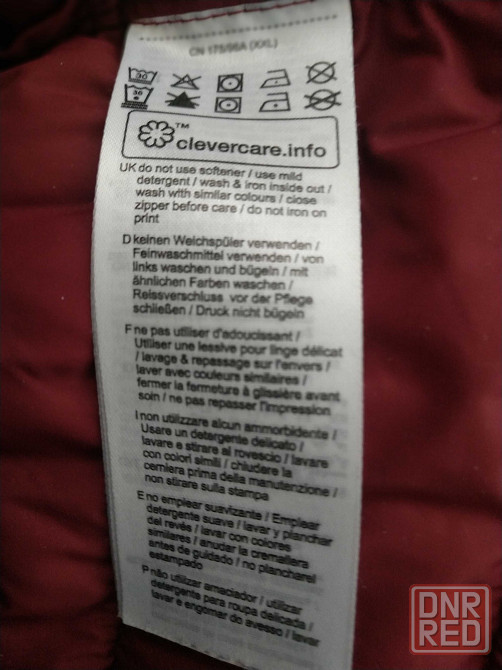 CN 175/96A (XXL)
30
30
™
clevercare.info
UK do not use softener / use mild
detergent / wash & iron inside out /
wash with similar colours / close
zipper before care / do not iron on
print
D keinen Weichspüler verwenden /
Feinwaschmittel verwenden / von
links waschen und bügeln / mit
ähnlichen Farben waschen /
Reissverschluss vor der Pflege
schließen / Druck nicht bügeln
F ne pas utiliser d'adoucissant /
Utiliser une lessive pour linge délicat
/ lavage & repassage sur l'envers /
laver avec couleurs similaires /
fermer la fermeture à glissière avant
soin / ne pas repasser l'impression
I non utilizzare alcun ammorbidente /
Usare un detergente delicato /
lavare e stirare al rovescio / lavare
con colori simili / chiudere la
cerniera prima della manutenzione /
non stirare sulla stampa
E no emplear suavizante / Emplear
detergente suave / lavar y planchar
del revés / lavar con colores
similares / anudar la cremallera
antes de guidado / no plancharel
estampado
P não utilizar amaciador / utilizar
detergente para roupa delicada /
lavar e engomar do avesso / lavar
DNR
RED